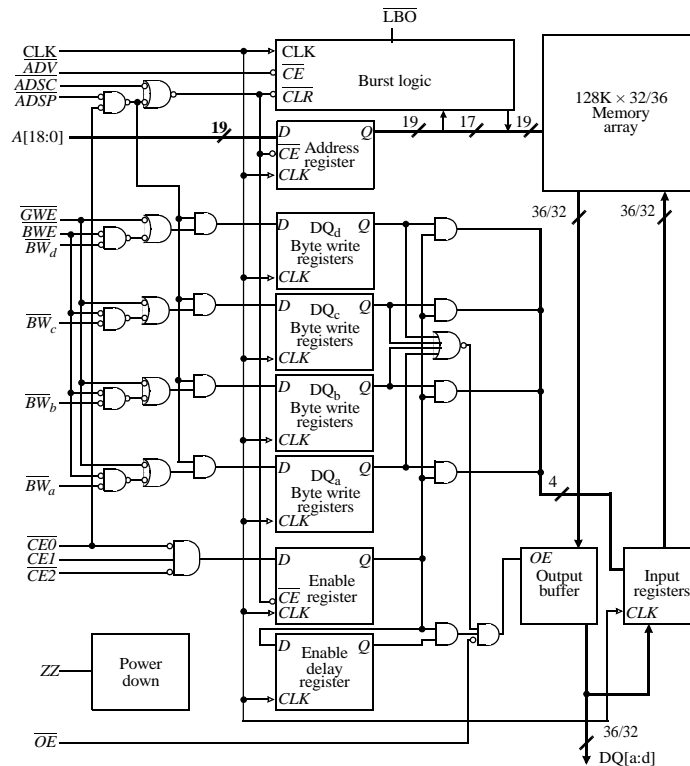 LBO
CLK
ADV
ADSC
ADSP
CLK
CE
CLR
Burst logic
128K × 32/36
Memory
array
A[18:0]
19
D
Q
CE
CLK
Address
register
19
17
19
36/32
36/32
GWE
BWE
BWd
D
DQd
Q
Byte write
registers
CLK
BWc
D
DQc
Q
Byte write
registers
CLK
BWb
D
DQb
Q
Byte write
registers
CLK
BWa
D
DQa
Q
Byte write
registers
CLK
4
CE0
CE1
CE2
D
Q
Enable
register
CE
CLK
OE
Output
buffer
Input
registers
CLK
ZZ
Power
down
D
Q
Enable
delay
register
CLK
OE
36/32
DQ[a:d]